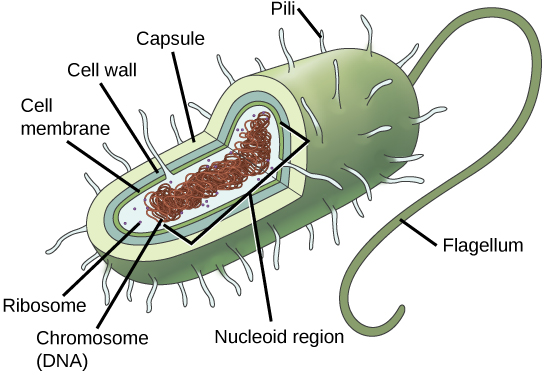 Pili
Capsule
Cell wall
Cell
membrane
Flagellum
Ribosome
Chromosome
(DNA)
Nucleoid region